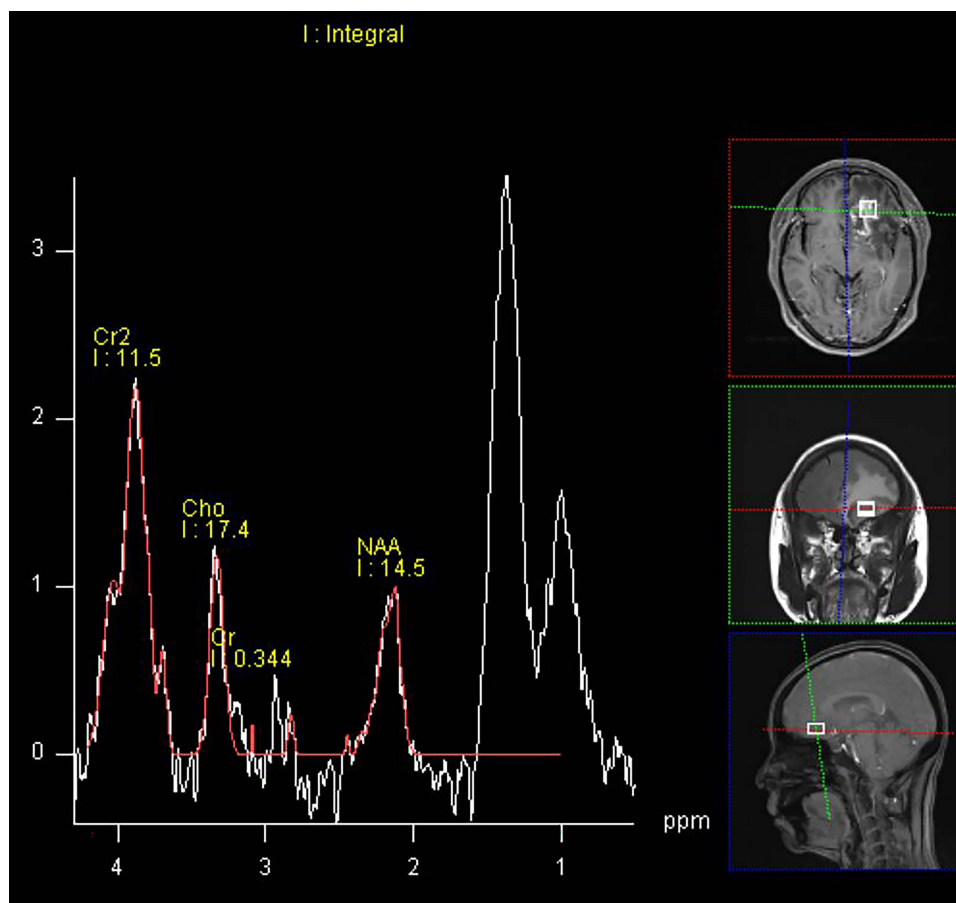 I : Integral
3
Cr2
I : 11.5
2
Cho
I : 17.4
NAA
I : 14.5
1
Cr
I : 0.344
0
ppm
4
3
2
1